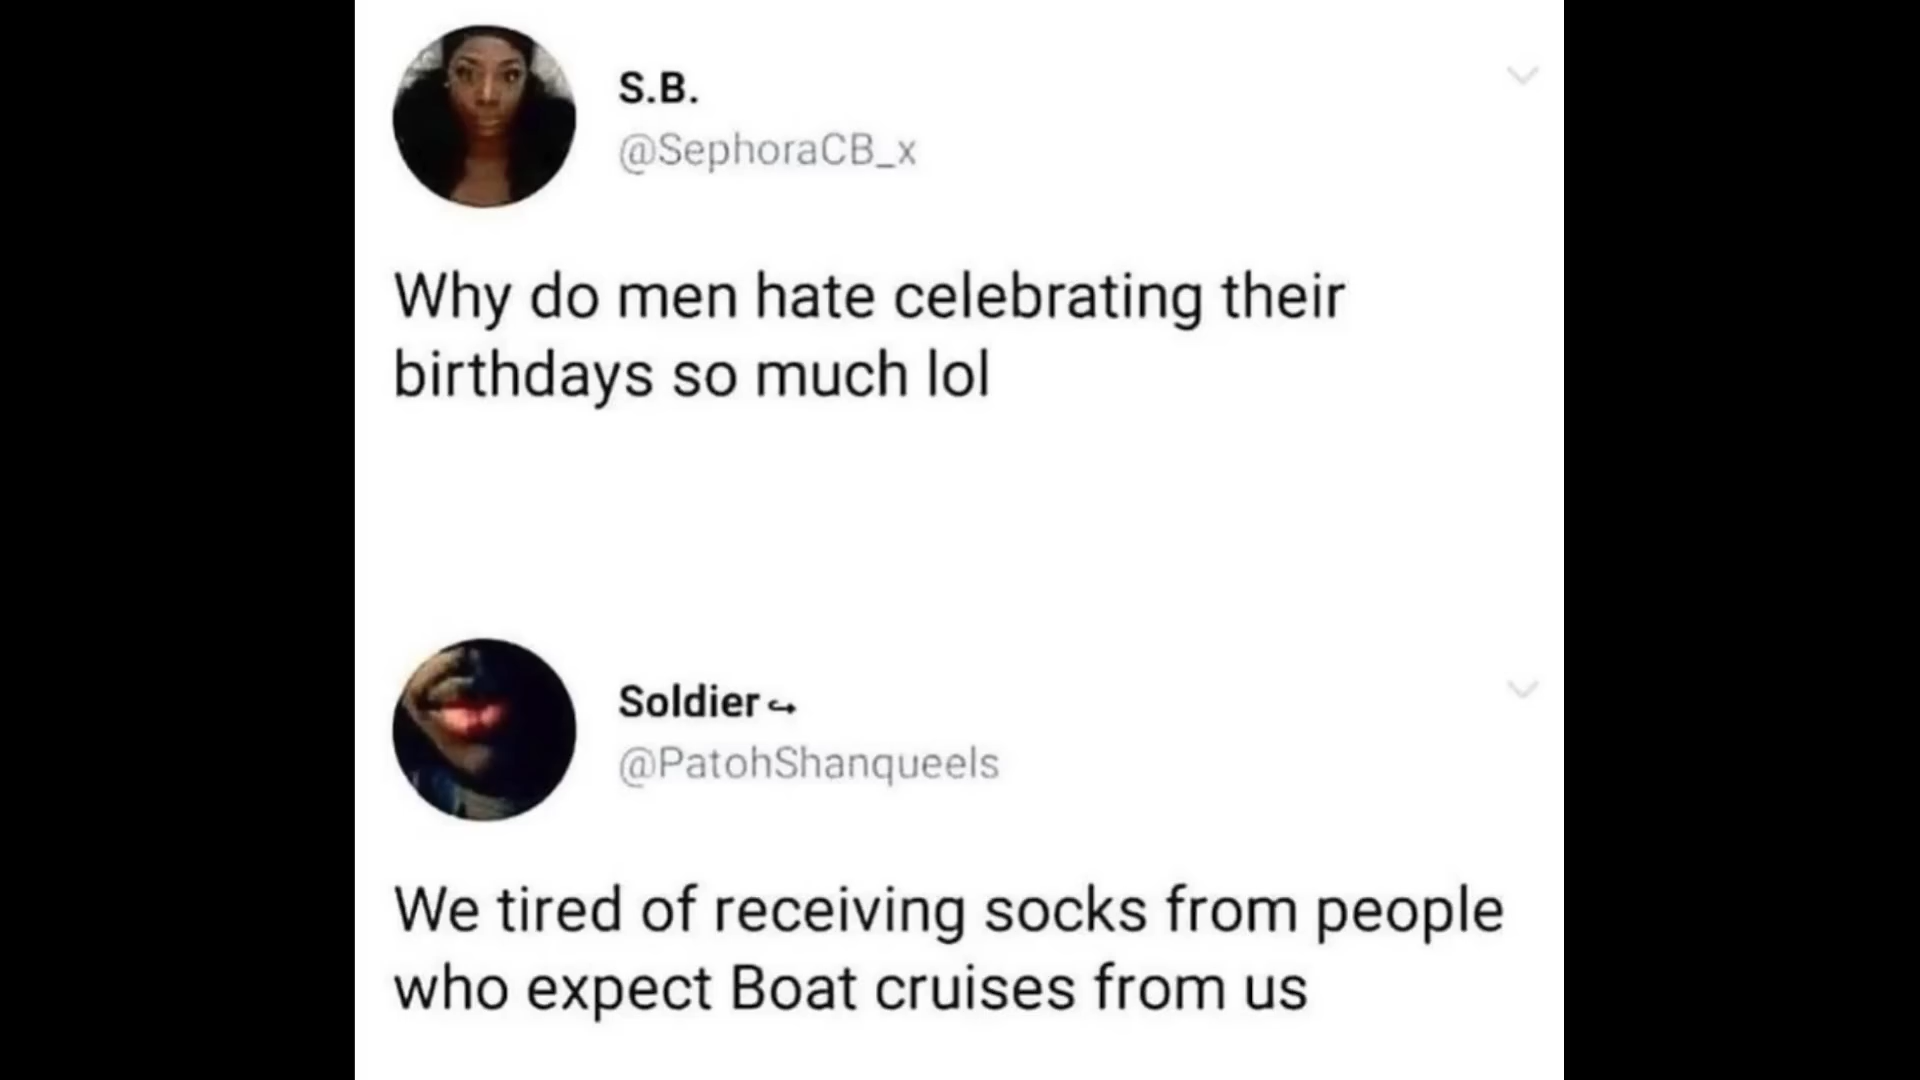 S.B.
@SephoraCB_x
Why do men hate celebrating their
birthdays so much lol
Soldier
@PatohShanqueels
We tired of receiving socks from people
who expect Boat cruises from us